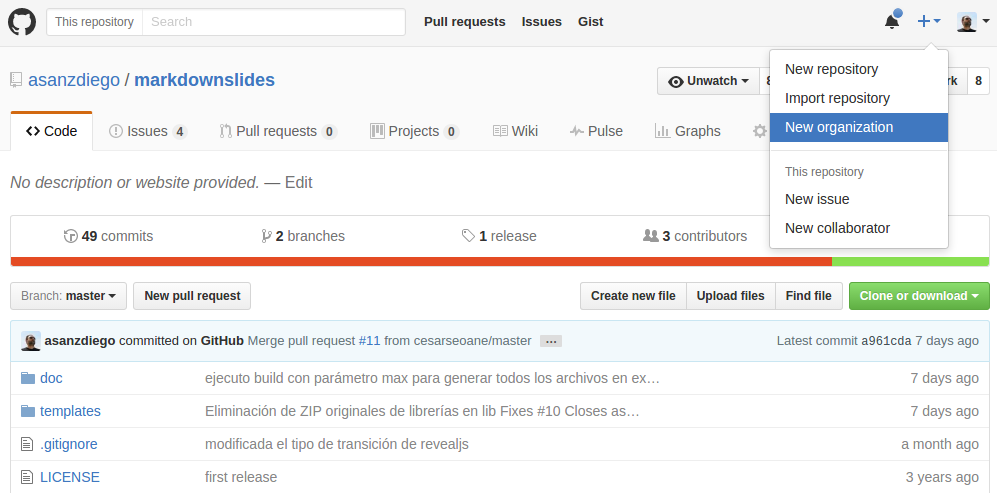 This repository Search Pull requests Issues Gist
asanzdiego / markdownslides Unwatch 8 rk 8
New repository
Import repository
New organization
This repository
New issue
New collaborator
Code Issues 4 Pull requests 0 Projects 0 Wiki Pulse Graphs
No description or website provided. — Edit
49 commits 2 branches 1 release 3 contributors
Branch: master New pull request Create new file Upload files Find file Clone or download
asanzdiego committed on GitHub Merge pull request #11 from cesarseoane/master ... Latest commit a961cda 7 days ago
doc ejecuto build con parámetro max para generar todos los archivos en ex… 7 days ago
templates Eliminación de ZIP originales de librerías en lib Fixes #10 Closes as… 7 days ago
.gitignore modificada el tipo de transición de revealjs a month ago
LICENSE first release 3 years ago